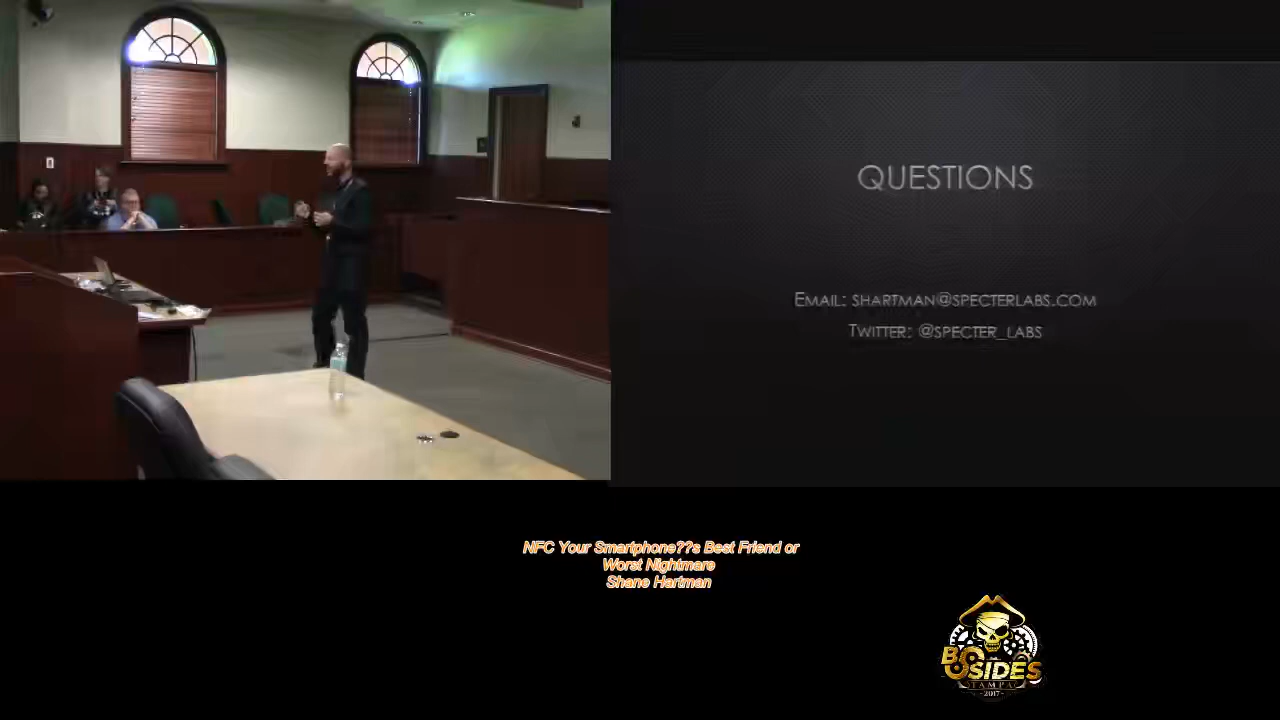 QUESTIONS
EMAIL: SHARTMAN@SPECTERLABS.COM
TWITTER: @SPECTER_LABS
NFC Your Smartphone??s Best Friend or
Worst Nightmare
Shane Hartman
BSIDES
TAMPA
-2017-